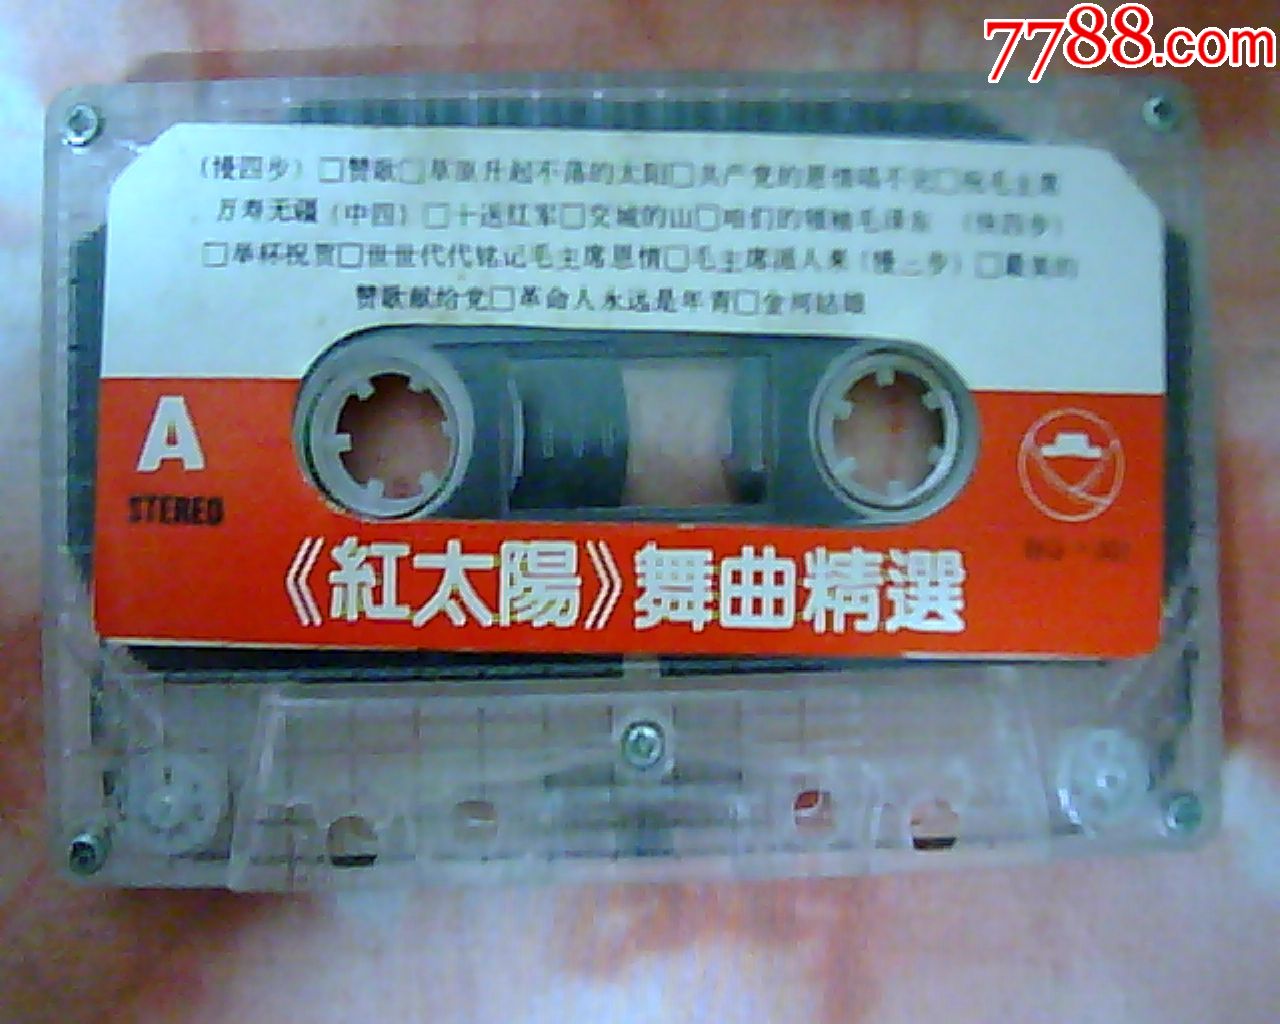 7788.com
(慢四步)□赞歌□草原升起不落的太阳□共产党的恩情唱不完□祝毛主席
万寿无疆(中四)□十送红军□交城的山□咱们的领袖毛泽东 (快四步)
□举杯祝贺□世世代代铭记毛主席恩情□毛主席派人来(慢三步)□最美的
赞歌献给党□革命人永远是年青□金珂姑娘
A
STEREO
《紅太陽》舞曲精選